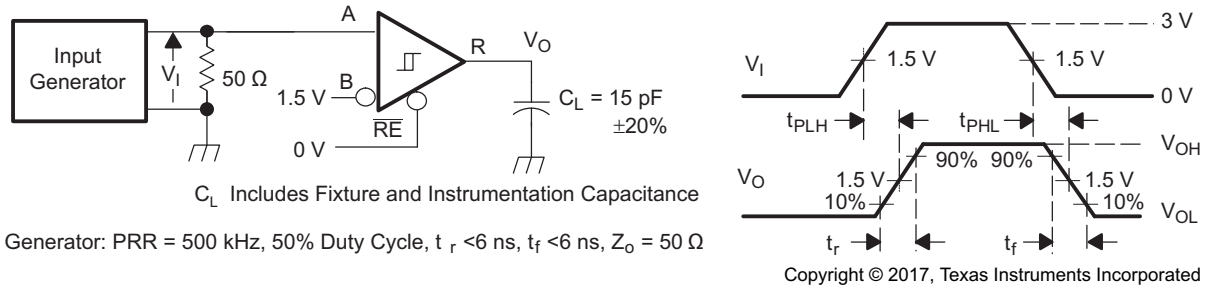 Input
Generator
V_I
50 Ω
A
B
1.5 V
R̅E̅
0 V
R
V_O
C_L = 15 pF
±20%
C_L Includes Fixture and Instrumentation Capacitance
Generator: PRR = 500 kHz, 50% Duty Cycle, t_r <6 ns, t_f <6 ns, Z_o = 50 Ω
3 V
V_I
1.5 V
1.5 V
0 V
t_PLH
t_PHL
V_OH
90%
90%
V_O
1.5 V
1.5 V
10%
10%
V_OL
t_r
t_f
Copyright © 2017, Texas Instruments Incorporated